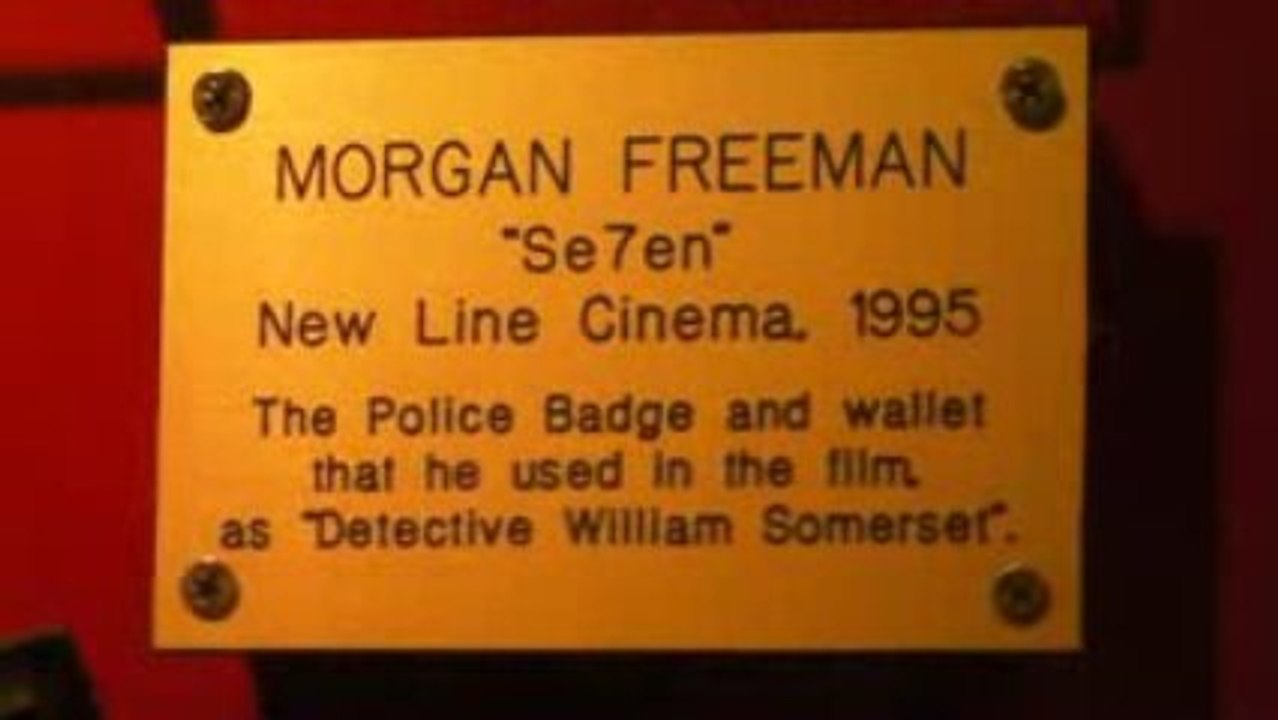 MORGAN FREEMAN
"Se7en"
New Line Cinema, 1995
The Police Badge and wallet
that he used in the film,
as "Detective William Somerset".